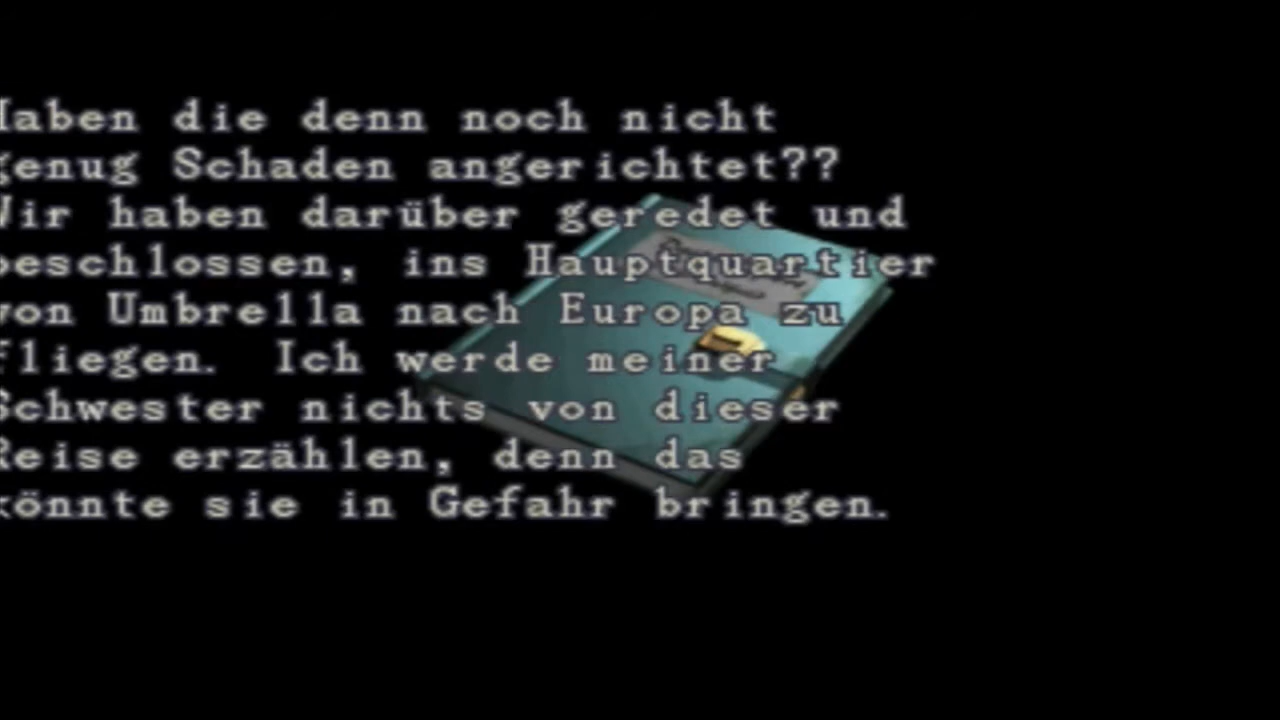 Haben die denn noch nicht
genug Schaden angerichtet??
Wir haben darüber geredet und
beschlossen, ins Hauptquartier
von Umbrella nach Europa zu
fliegen. Ich werde meiner
Schwester nichts von dieser
Reise erzählen, denn das
könnte sie in Gefahr bringen.